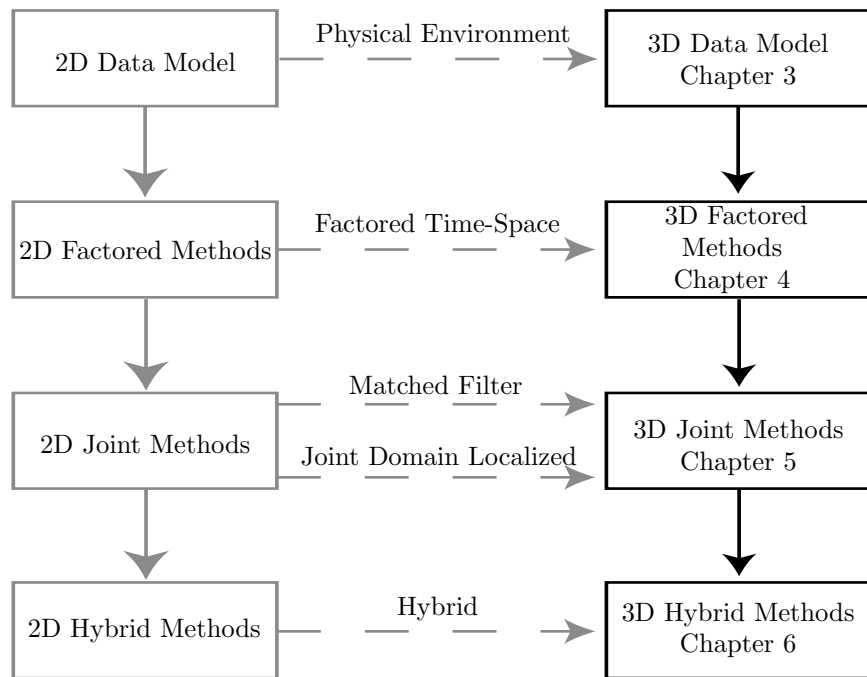 2D Data Model
Physical Environment
3D Data Model
Chapter 3
2D Factored Methods
Factored Time-Space
3D Factored
Methods
Chapter 4
2D Joint Methods
Matched Filter
Joint Domain Localized
3D Joint Methods
Chapter 5
2D Hybrid Methods
Hybrid
3D Hybrid Methods
Chapter 6